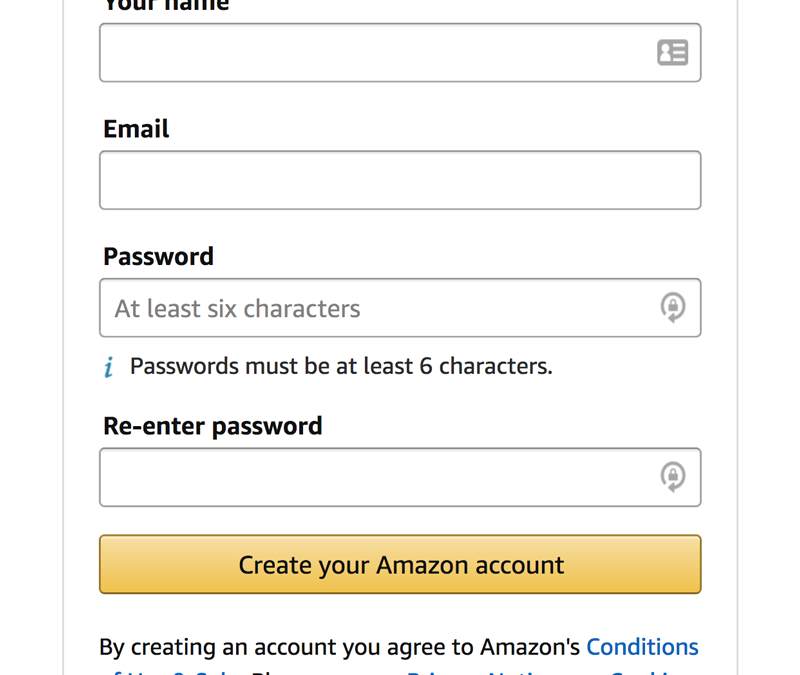 Your name
Email
Password
At least six characters
i Passwords must be at least 6 characters.
Re-enter password
Create your Amazon account
By creating an account you agree to Amazon's Conditions